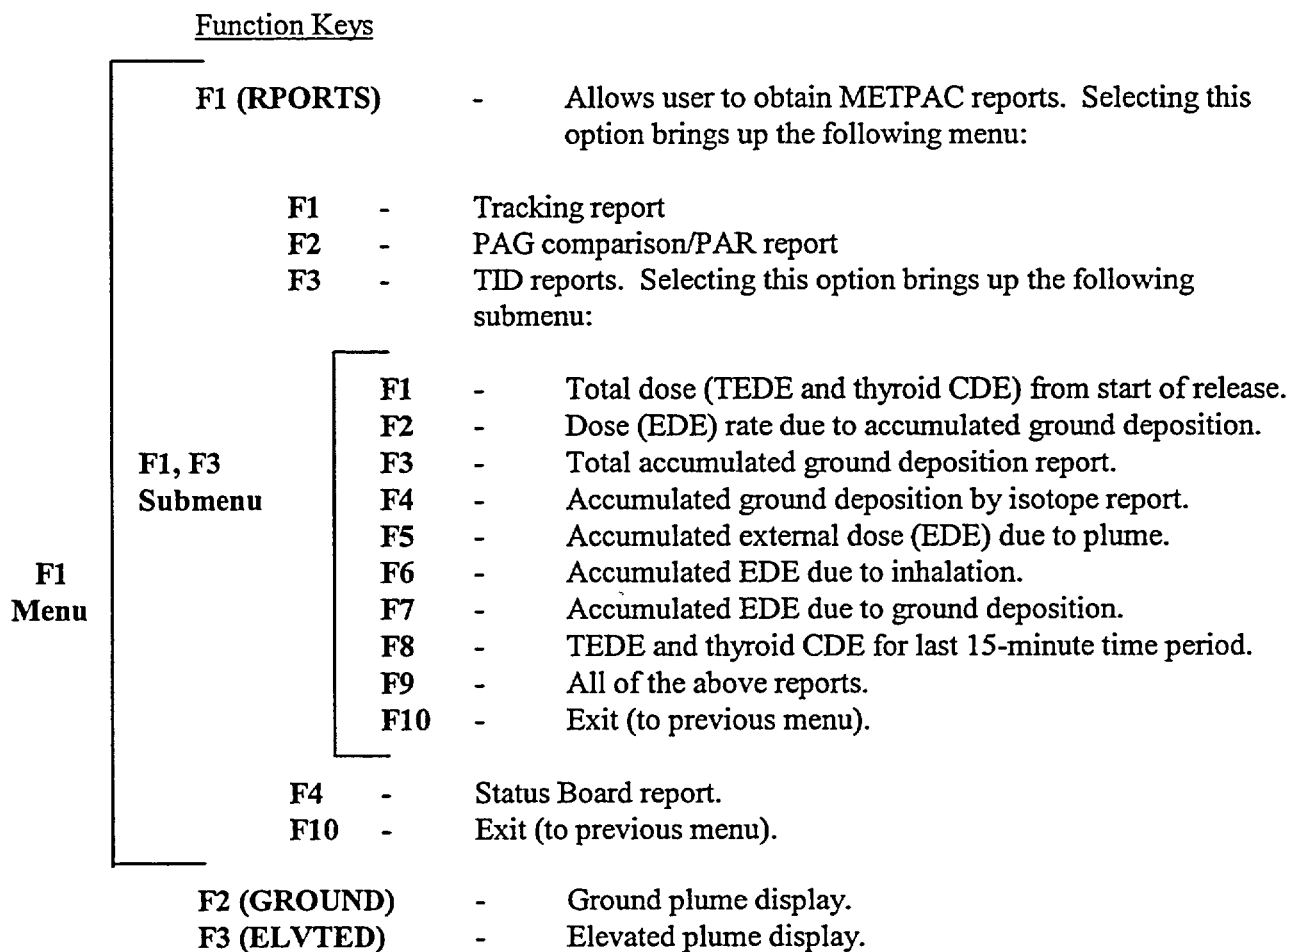 Function Keys
F1 (RPORTS) - Allows user to obtain METPAC reports. Selecting this
option brings up the following menu:
F1 - Tracking report
F2 - PAG comparison/PAR report
F3 - TID reports. Selecting this option brings up the following
submenu:
F1 - Total dose (TEDE and thyroid CDE) from start of release.
F2 - Dose (EDE) rate due to accumulated ground deposition.
F1, F3 F3 - Total accumulated ground deposition report.
Submenu F4 - Accumulated ground deposition by isotope report.
F5 - Accumulated external dose (EDE) due to plume.
F1 F6 - Accumulated EDE due to inhalation.
Menu F7 - Accumulated EDE due to ground deposition.
F8 - TEDE and thyroid CDE for last 15-minute time period.
F9 - All of the above reports.
F10 - Exit (to previous menu).
F4 - Status Board report.
F10 - Exit (to previous menu).
F2 (GROUND) - Ground plume display.
F3 (ELVTED) - Elevated plume display.